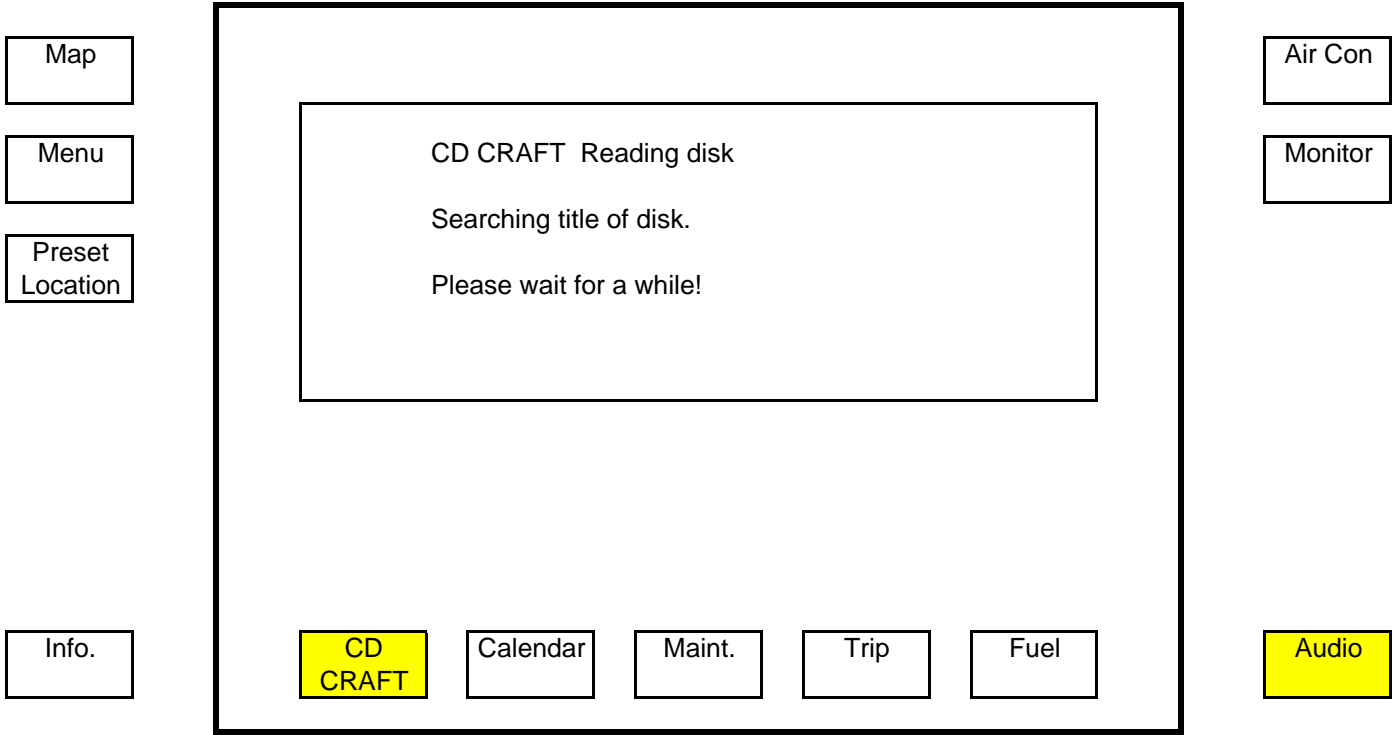 Map
Air Con
Menu
CD CRAFT  Reading disk
Monitor
Searching title of disk.
Preset
Location
Please wait for a while!
Info.
CD
CRAFT
Calendar
Maint.
Trip
Fuel
Audio